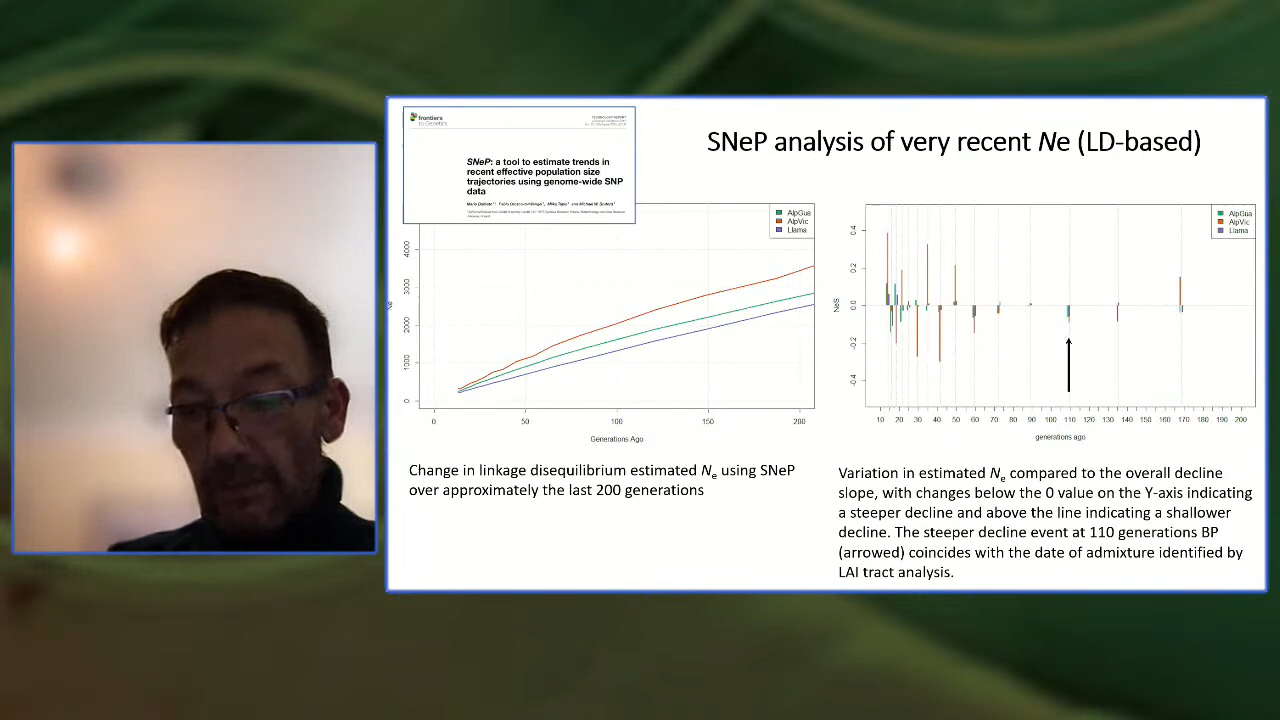 frontiers
in Genetics
TECHNOLOGY REPORT
SNeP: a tool to estimate trends in
recent effective population size
trajectories using genome-wide SNP
data
SNeP analysis of very recent Ne (LD-based)
AlpGua
AlpVic
Llama
4000
3000
2000
1000
0
Ne
0 50 100 150 200
Generations Ago
AlpGua
AlpVic
Llama
0.4
0.2
0.0
-0.2
-0.4
NeS
10 20 30 40 50 60 70 80 90 100 110 120 130 140 150 160 170 180 190 200
generations ago
Change in linkage disequilibrium estimated Ne using SNeP
over approximately the last 200 generations
Variation in estimated Ne compared to the overall decline
slope, with changes below the 0 value on the Y-axis indicating
a steeper decline and above the line indicating a shallower
decline. The steeper decline event at 110 generations BP
(arrowed) coincides with the date of admixture identified by
LAI tract analysis.